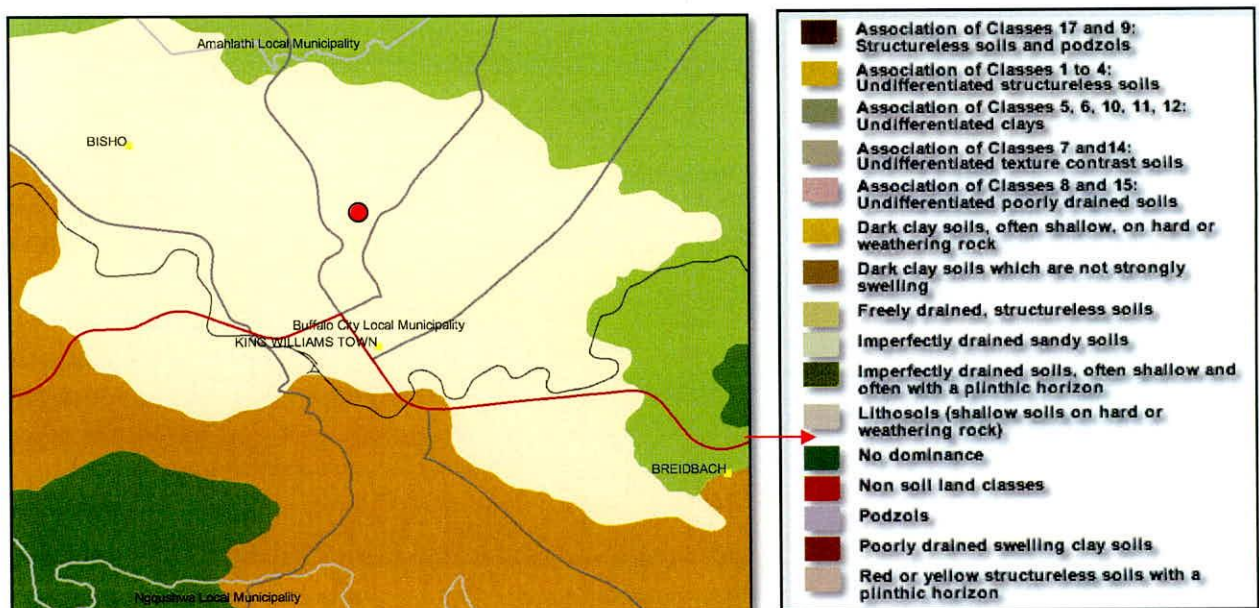 Amahlathi Local Municipality
BISHO
Buffalo City Local Municipality
KING WILLIAMS TOWN
BREIDBACH
Ngqushwa Local Municipality
Association of Classes 17 and 9:
Structureless soils and podzols
Association of Classes 1 to 4:
Undifferentiated structureless soils
Association of Classes 5, 6, 10, 11, 12:
Undifferentiated clays
Association of Classes 7 and14:
Undifferentiated texture contrast soils
Association of Classes 8 and 15:
Undifferentiated poorly drained soils
Dark clay soils, often shallow, on hard or
weathering rock
Dark clay soils which are not strongly
swelling
Freely drained, structureless soils
Imperfectly drained sandy soils
Imperfectly drained soils, often shallow and
often with a plinthic horizon
Lithosols (shallow soils on hard or
weathering rock)
No dominance
Non soil land classes
Podzols
Poorly drained swelling clay soils
Red or yellow structureless soils with a
plinthic horizon